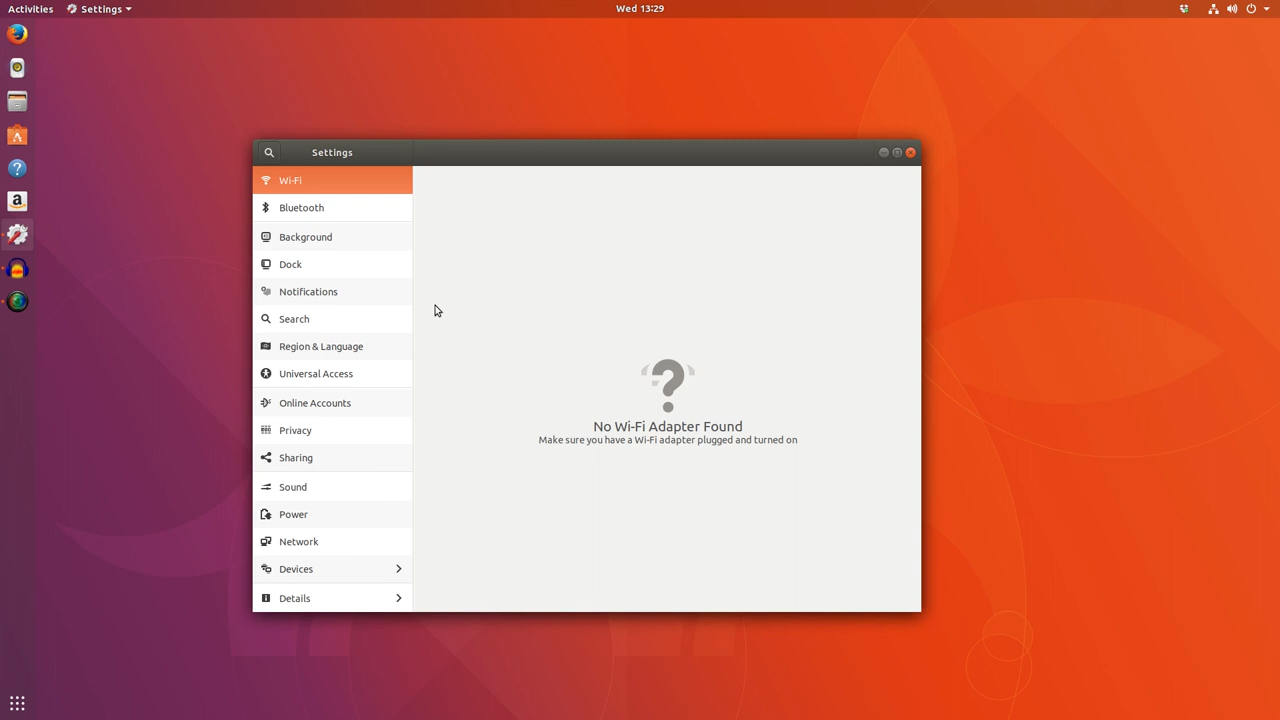 Activities
Settings
Wed 13:29
Settings
Wi-Fi
Bluetooth
Background
Dock
Notifications
Search
Region & Language
Universal Access
Online Accounts
Privacy
Sharing
Sound
Power
Network
Devices
Details
No Wi-Fi Adapter Found
Make sure you have a Wi-Fi adapter plugged and turned on